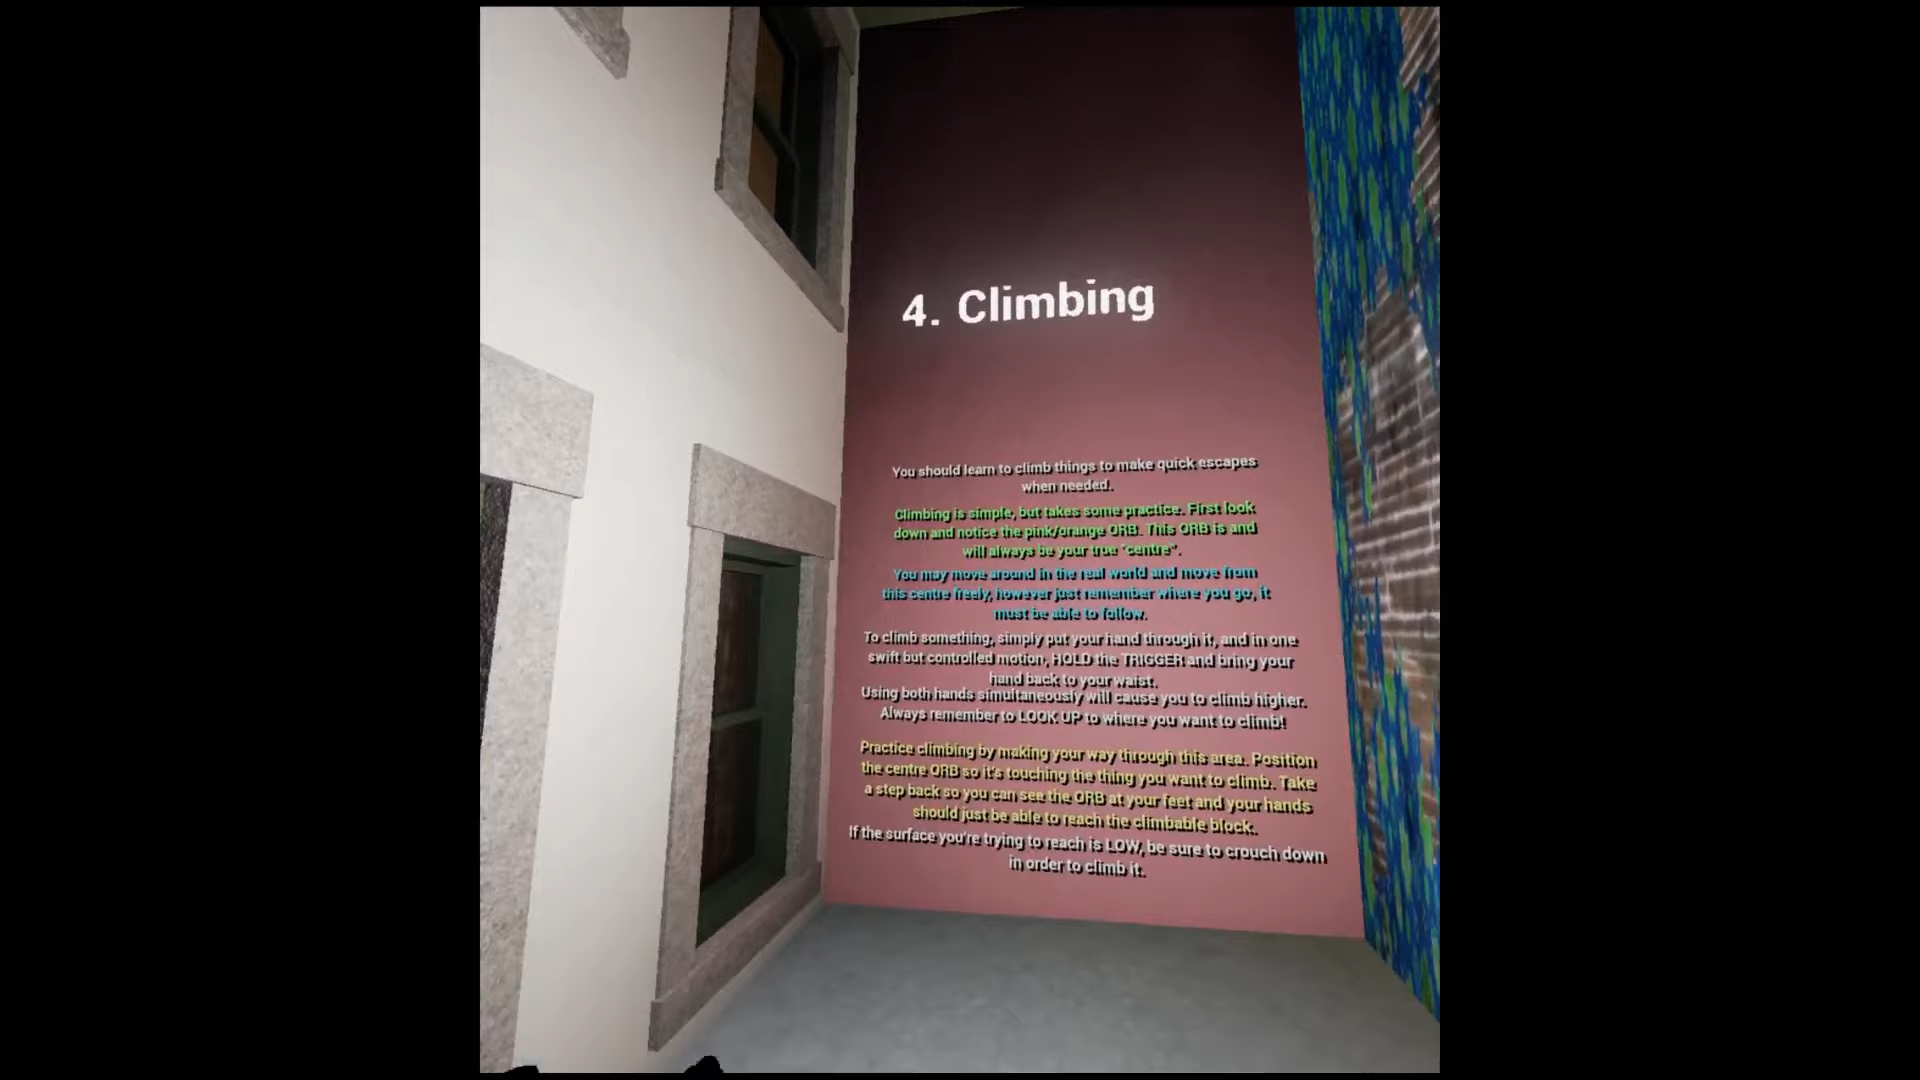 4. Climbing
You should learn to climb things to make quick escapes
when needed.
Climbing is simple, but takes some practice. First look
down and notice the pink/orange ORB. This ORB is and
will always be your true "centre".
You may move around in the real world and move from
this centre freely, however just remember where you go, it
must be able to follow.
To climb something, simply put your hand through it, and in one
swift but controlled motion, HOLD the TRIGGER and bring your
hand back to your waist.
Using both hands simultaneously will cause you to climb higher.
Always remember to LOOK UP to where you want to climb!
Practice climbing by making your way through this area. Position
the centre ORB so it's touching the thing you want to climb. Take
a step back so you can see the ORB at your feet and your hands
should just be able to reach the climbable block.
If the surface you're trying to reach is LOW, be sure to crouch down
in order to climb it.